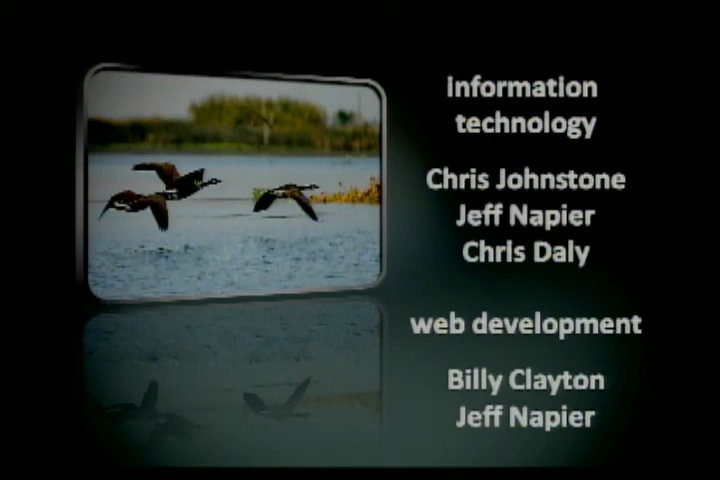 information
technology
Chris Johnstone
Jeff Napier
Chris Daly
web development
Billy Clayton
Jeff Napier